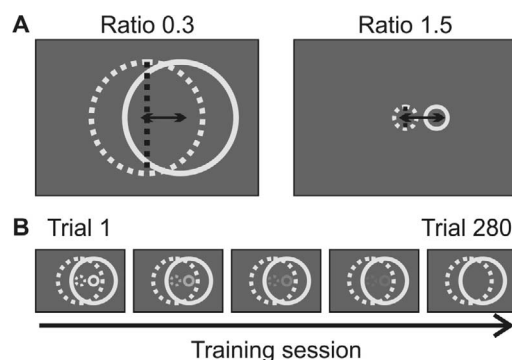 A Ratio 0.3 Ratio 1.5
B Trial 1 Trial 280
Training session